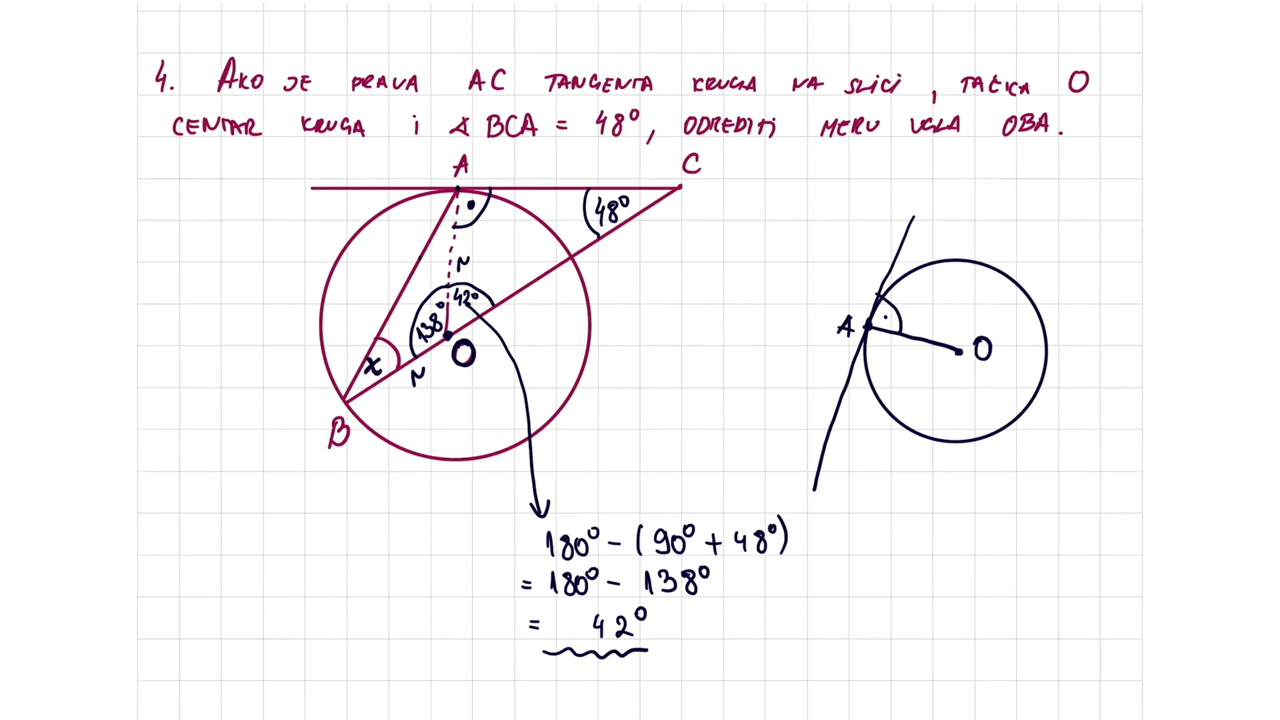 4. AKO JE PRAVA AC TANGENTA KRUGA NA SLICI, TAČKA O
CENTAR KRUGA I ∢ BCA = 48°, ODREDITI MERU UGLA OBA.
A
C
48°
r
42°
138°
O
x
r
B
A
O
180° - (90° + 48°)
= 180° - 138°
= 42°